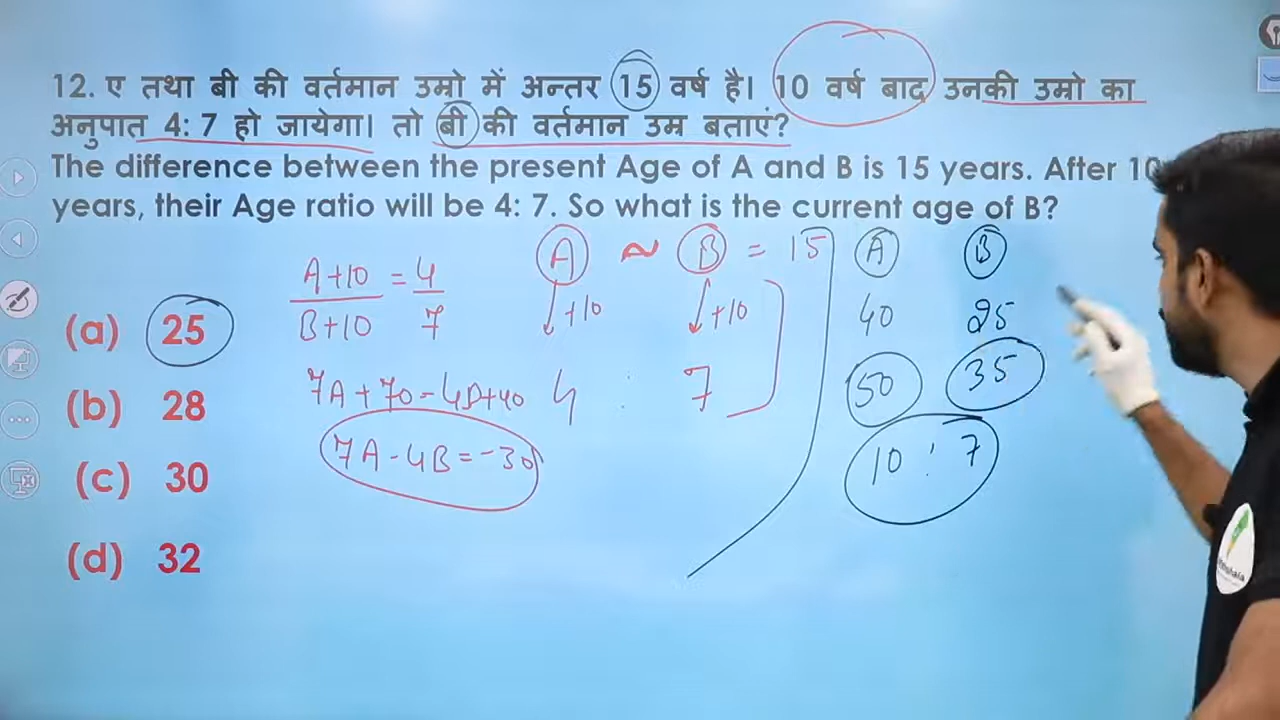 12. ए तथा बी की वर्तमान उम्रो में अन्तर 15 वर्ष है। 10 वर्ष बाद उनकी उम्रो का
अनुपात 4: 7 हो जायेगा। तो बी की वर्तमान उम्र बताएं?
The difference between the present Age of A and B is 15 years. After 10
years, their Age ratio will be 4: 7. So what is the current age of B?
(a) 25
(b) 28
(c) 30
(d) 32
A+10 = 4
B+10 7
7A+70-4B+40
7A-4B=-30
A ~ B = 15
+10 +10
4 : 7
A B
40 25
50 35
10 : 7